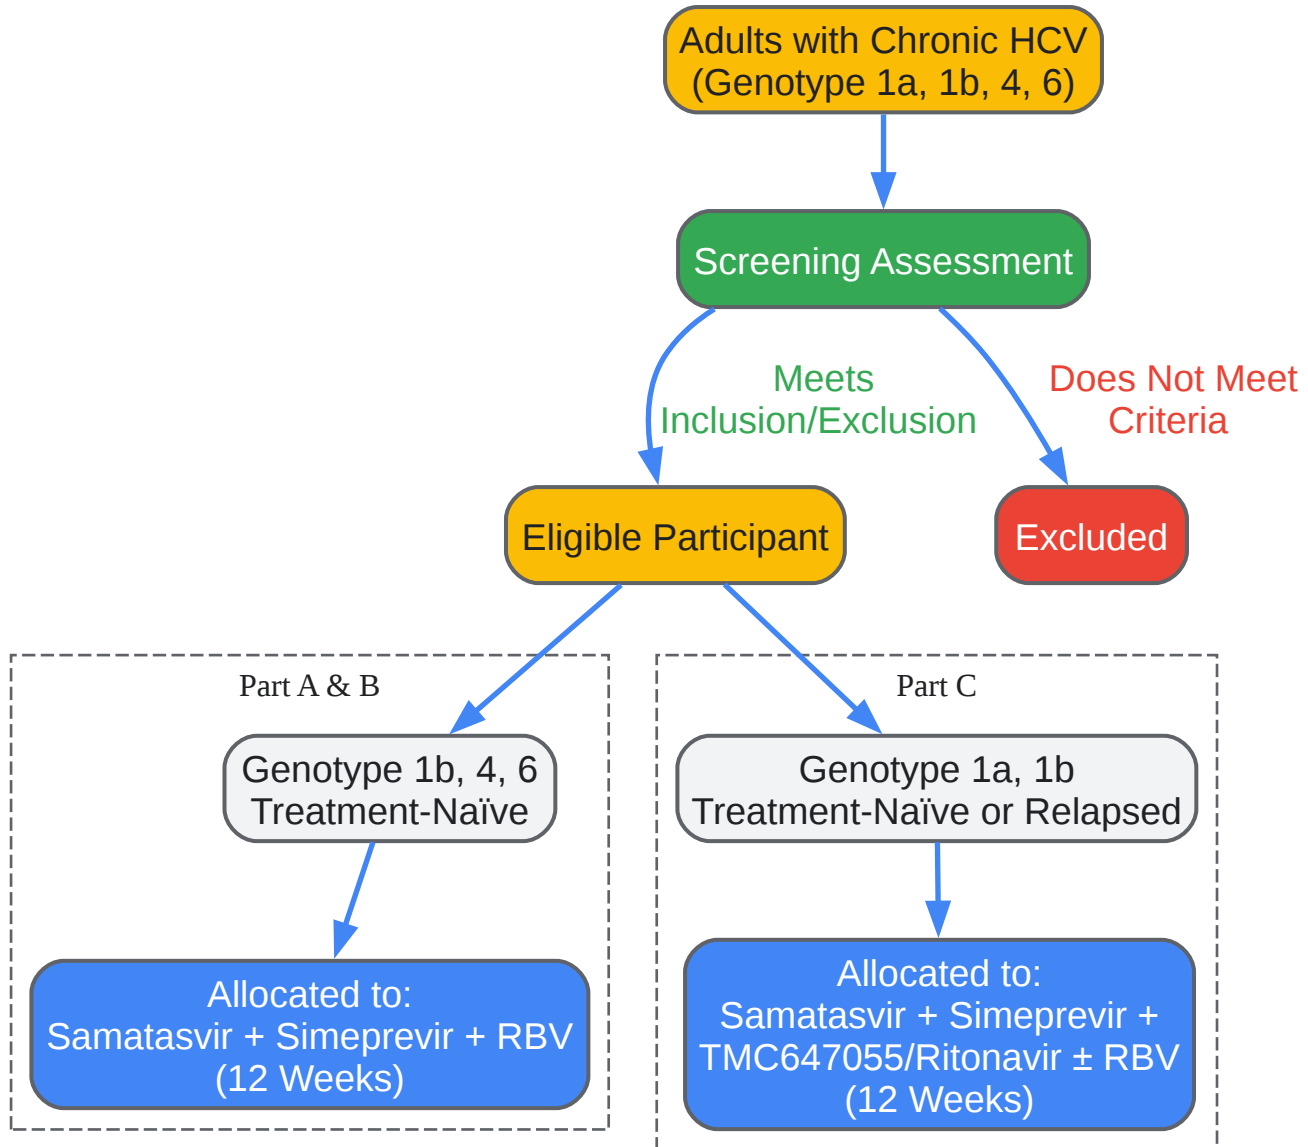 Adults with Chronic HCV
(Genotype 1a, 1b, 4, 6)
Screening Assessment
Meets
Inclusion/Exclusion
Does Not Meet
Criteria
Eligible Participant
Excluded
Part A & B
Genotype 1b, 4, 6
Treatment-Naïve
Allocated to:
Samatasvir + Simeprevir + RBV
(12 Weeks)
Part C
Genotype 1a, 1b
Treatment-Naïve or Relapsed
Allocated to:
Samatasvir + Simeprevir +
TMC647055/Ritonavir ± RBV
(12 Weeks)